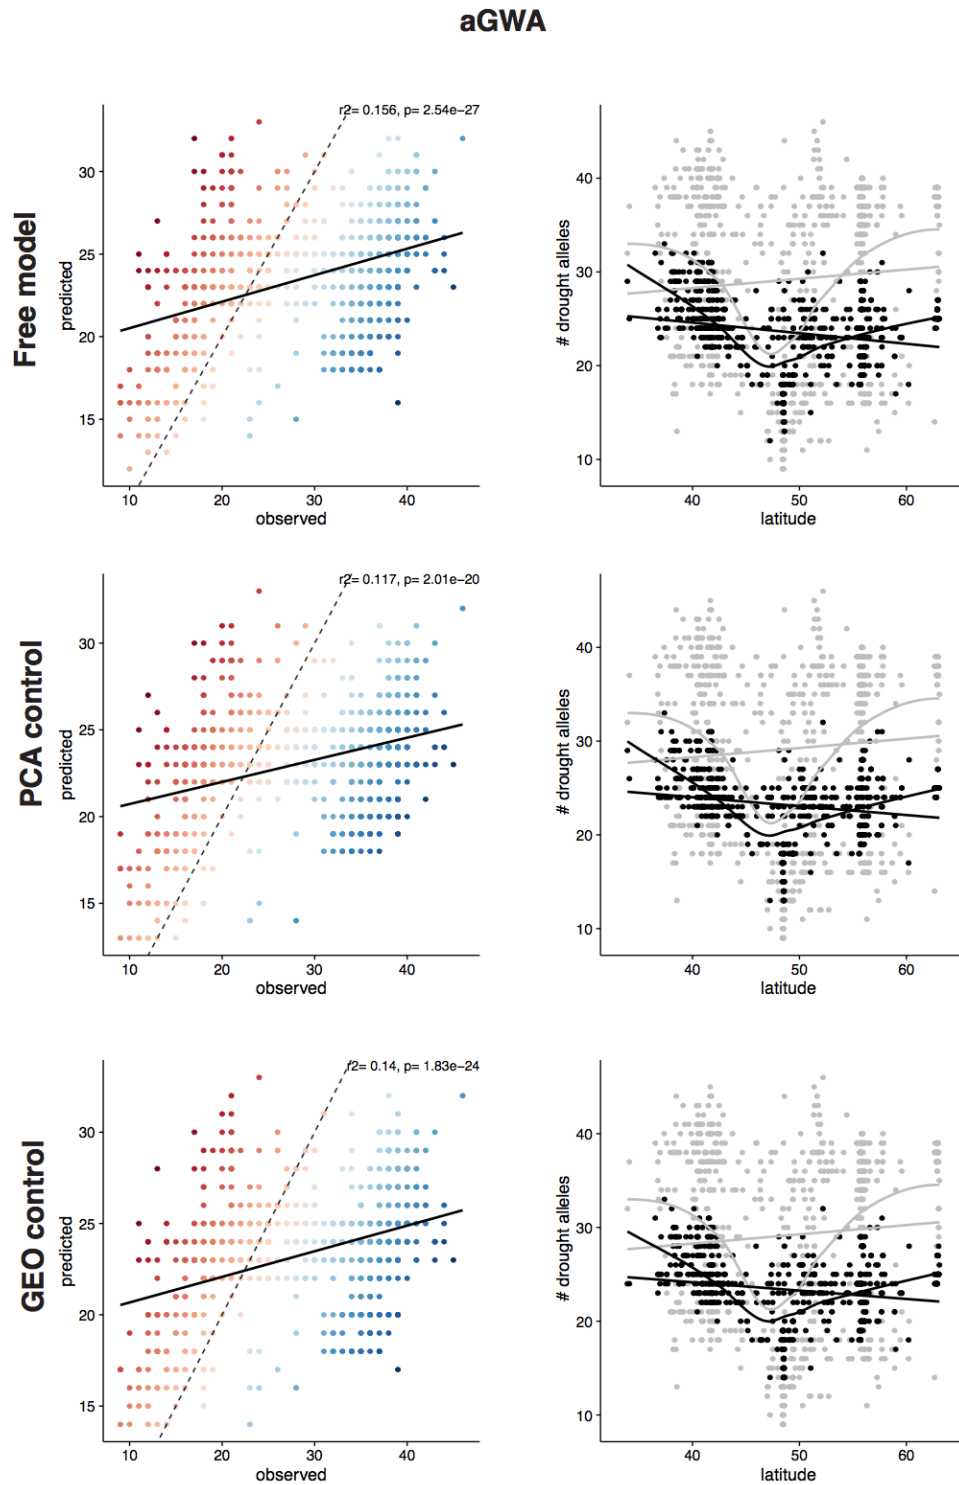 aGWA
Free model
r2= 0.156, p= 2.54e−27
predicted
30
25
20
15
10 20 30 40
observed
# drought alleles
40
30
20
10
40 50 60
latitude
PCA control
r2= 0.117, p= 2.01e−20
predicted
30
25
20
15
10 20 30 40
observed
# drought alleles
40
30
20
10
40 50 60
latitude
GEO control
r2= 0.14, p= 1.83e−24
predicted
30
25
20
15
10 20 30 40
observed
# drought alleles
40
30
20
10
40 50 60
latitude